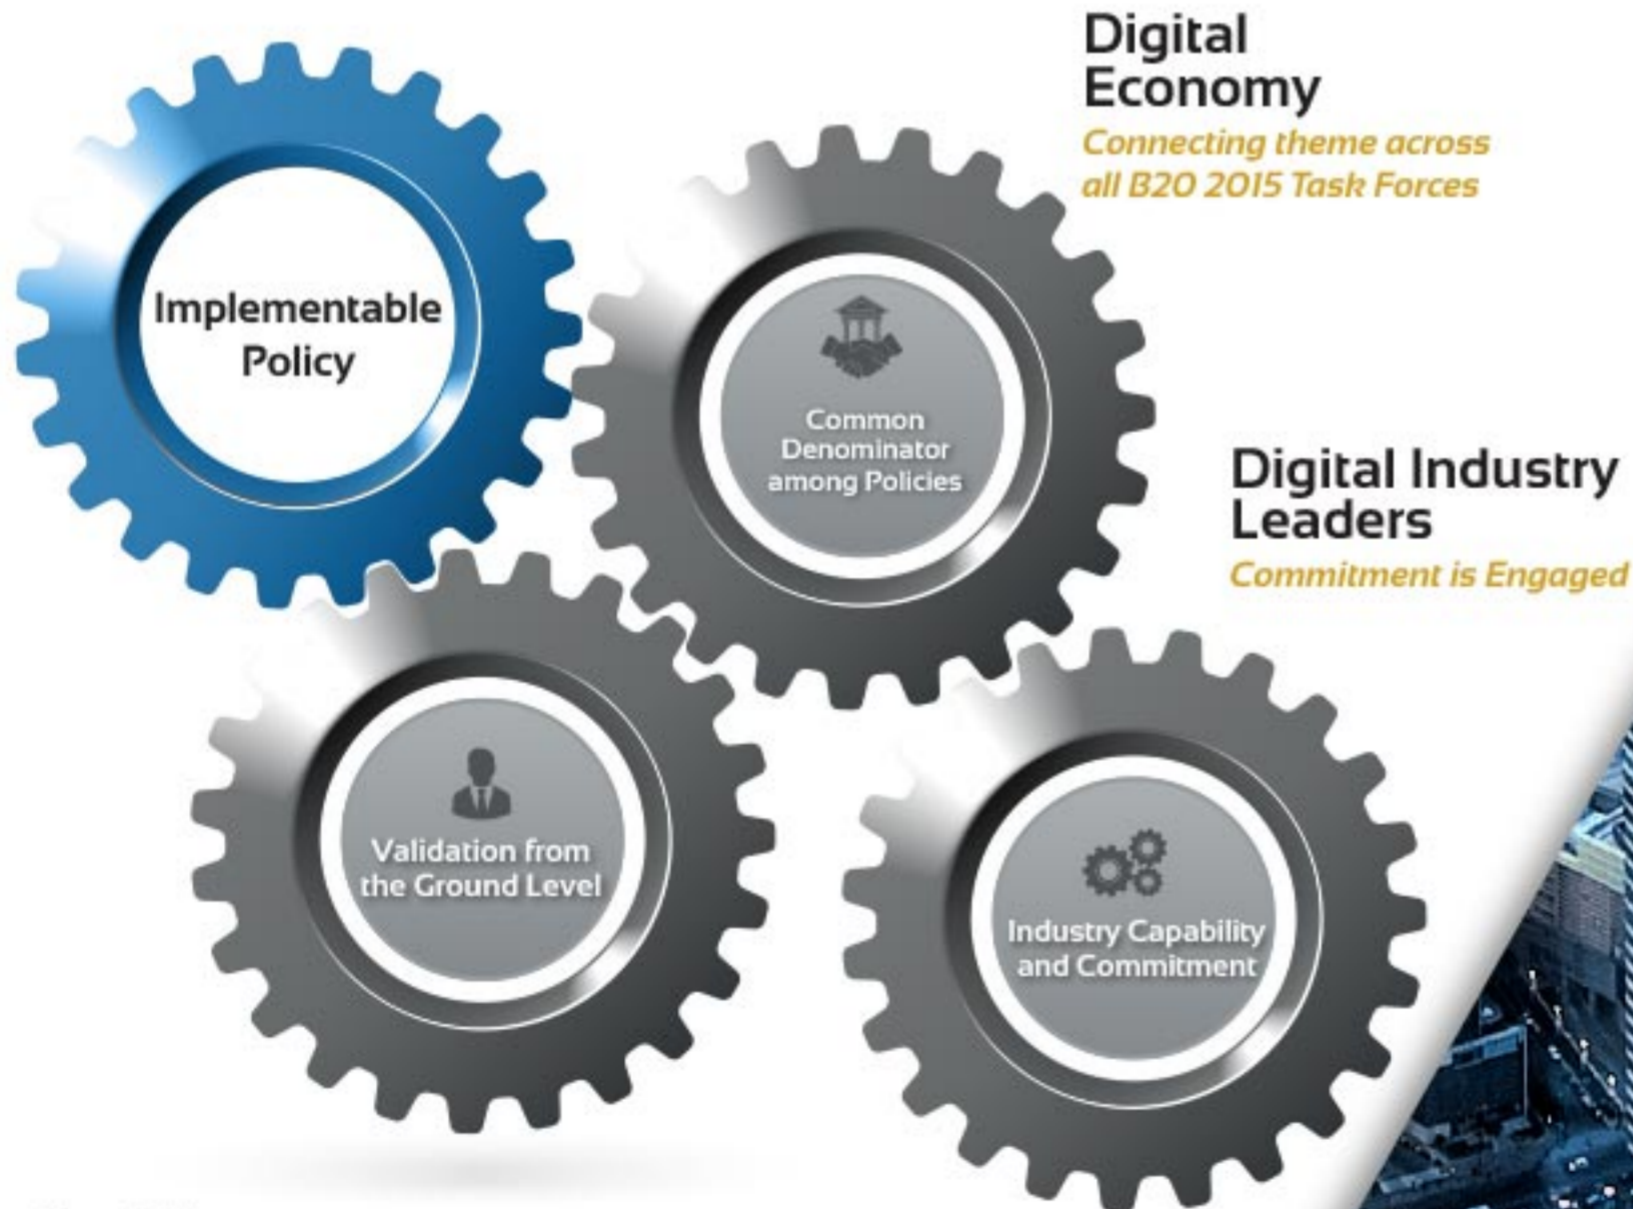 Digital
Economy
Connecting theme across
all B20 2015 Task Forces
Implementable
Policy
Common
Denominator
among Policies
Digital Industry
Leaders
Commitment is Engaged
Validation from
the Ground Level
Industry Capability
and Commitment